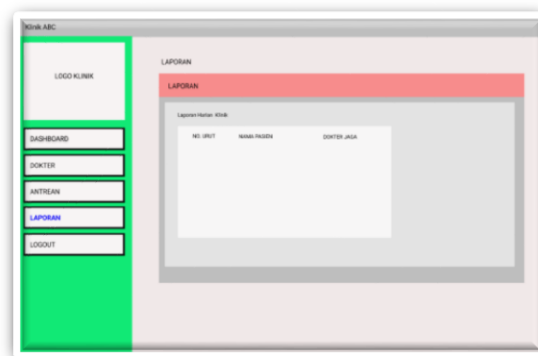 Klinik ABC
LOGO KLINIK
DASHBOARD
DOKTER
ANTREAN
LAPORAN
LOGOUT
LAPORAN
LAPORAN
Laporan Harian Klinik
NO. URUT NAMA PASIEN DOKTER JAGA